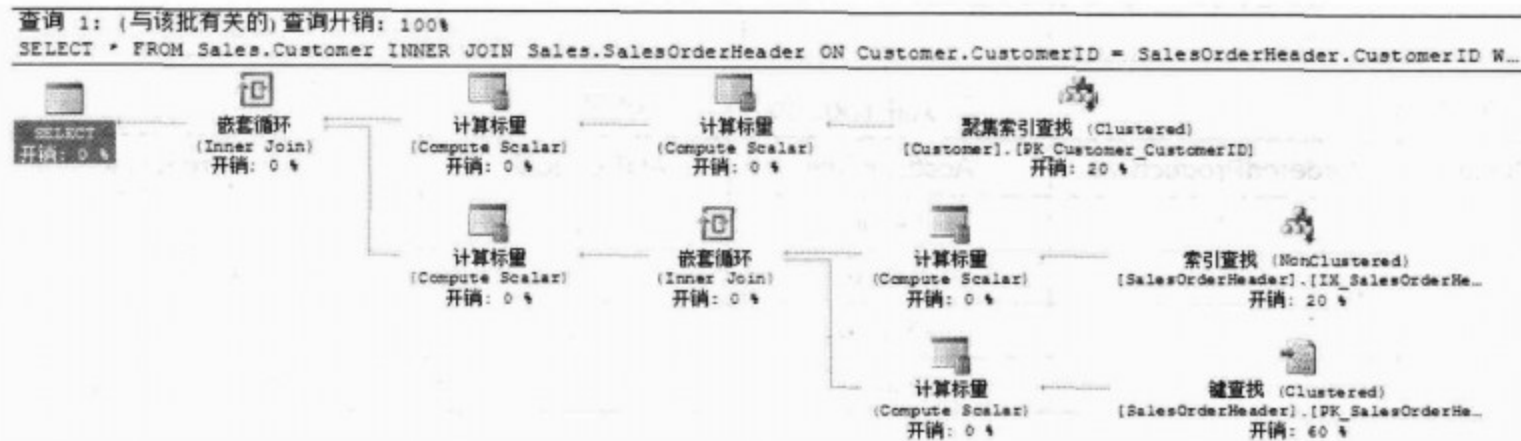 查询 1: (与该批有关的)查询开销: 100%
SELECT * FROM Sales.Customer INNER JOIN Sales.SalesOrderHeader ON Customer.CustomerID = SalesOrderHeader.CustomerID W…
SELECT
开销: 0 %
嵌套循环
(Inner Join)
开销: 0 %
计算标量
(Compute Scalar)
开销: 0 %
计算标量
(Compute Scalar)
开销: 0 %
聚集索引查找 (Clustered)
[Customer].[PK_Customer_CustomerID]
开销: 20 %
计算标量
(Compute Scalar)
开销: 0 %
嵌套循环
(Inner Join)
开销: 0 %
计算标量
(Compute Scalar)
开销: 0 %
索引查找 (NonClustered)
[SalesOrderHeader].[IX_SalesOrderHe…
开销: 20 %
计算标量
(Compute Scalar)
开销: 0 %
键查找 (Clustered)
[SalesOrderHeader].[PK_SalesOrderHe…
开销: 60 %